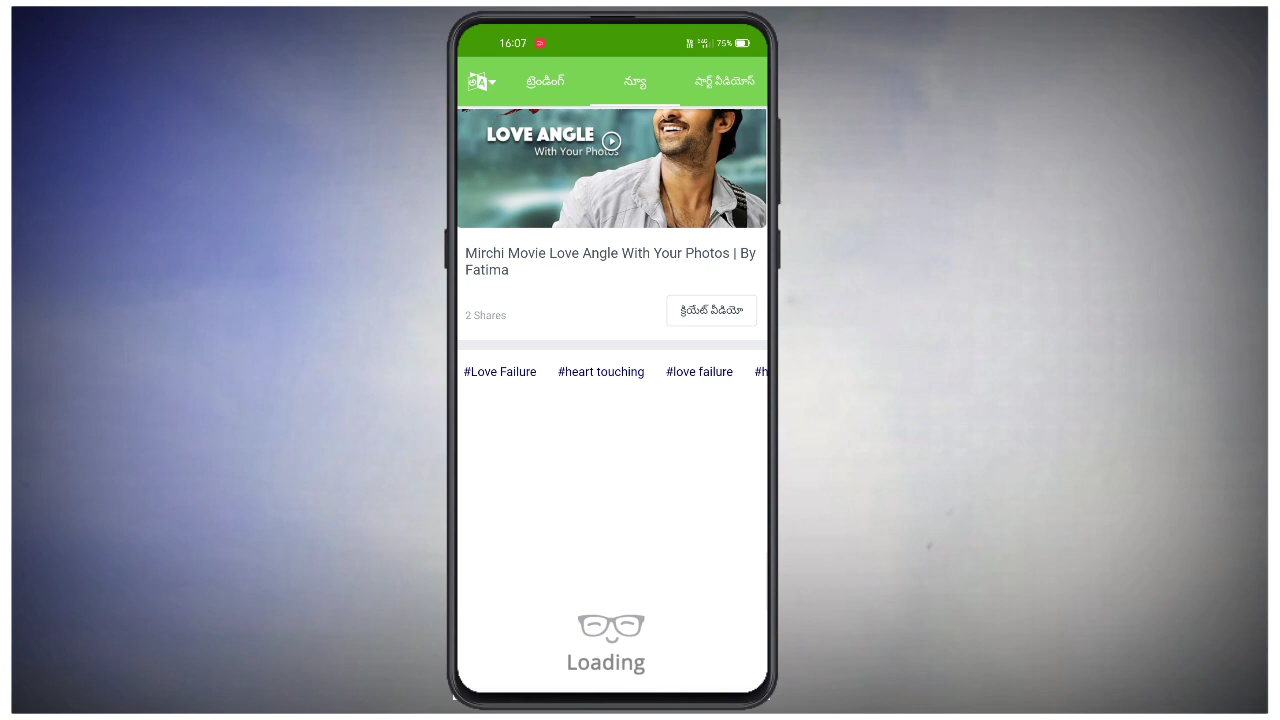 16:07
75%
ట్రెండింగ్ న్యూ షార్ట్ వీడియోస్
LOVE ANGLE
With Your Photos
Mirchi Movie Love Angle With Your Photos | By
Fatima
2 Shares
క్రియేట్ వీడియో
#Love Failure #heart touching #love failure #h
Loading